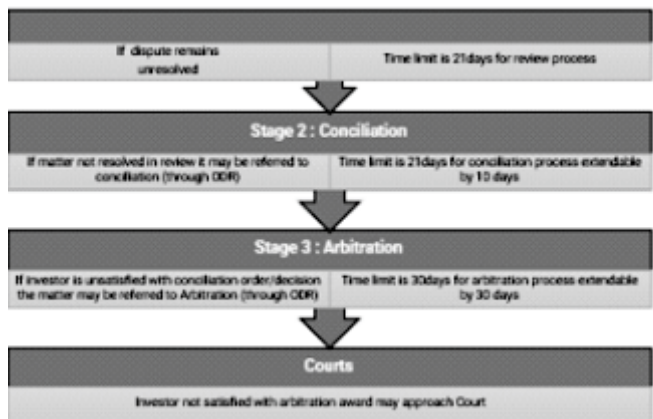 If dispute remains
unresolved
Time limit is 21days for review process
Stage 2 : Conciliation
If matter not resolved in review it may be referred to
conciliation (through ODR)
Time limit is 21days for conciliation process extendable
by 10 days
Stage 3 : Arbitration
If investor is unsatisfied with conciliation order/decision
the matter may be referred to Arbitration (through ODR)
Time limit is 30days for arbitration process extendable
by 30 days
Courts
Investor not satisfied with arbitration award may approach Court